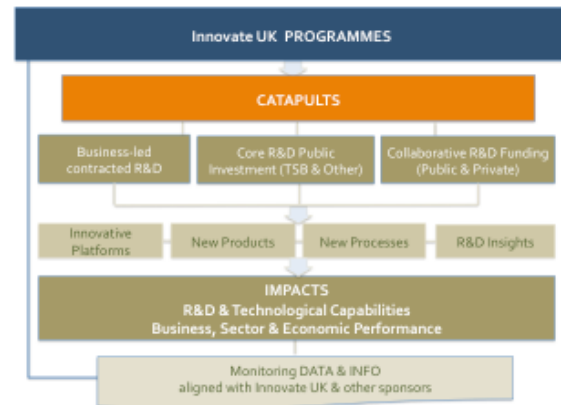 Innovate UK PROGRAMMES
CATAPULTS
Business-led
contracted R&D
Core R&D Public
Investment (TSB & Other)
Collaborative R&D Funding
(Public & Private)
Innovative
Platforms
New Products
New Processes
R&D Insights
IMPACTS
R&D & Technological Capabilities
Business, Sector & Economic Performance
Monitoring DATA & INFO
aligned with Innovate UK & other sponsors